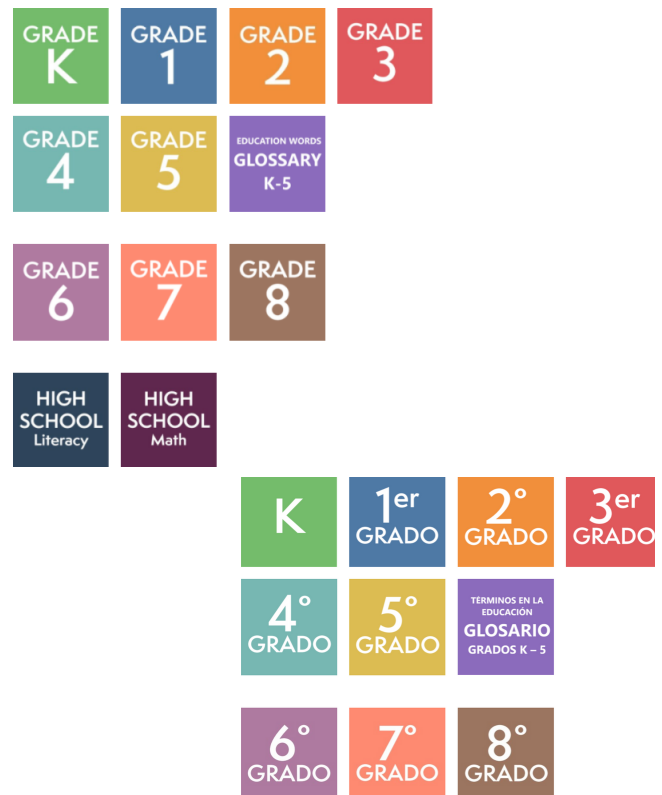 GRADE
K
GRADE
1
GRADE
2
GRADE
3
GRADE
4
GRADE
5
EDUCATION WORDS
GLOSSARY
K-5
GRADE
6
GRADE
7
GRADE
8
HIGH
SCHOOL
Literacy
HIGH
SCHOOL
Math
K
1er
GRADO
2°
GRADO
3er
GRADO
4°
GRADO
5°
GRADO
TÉRMINOS EN LA
EDUCACIÓN
GLOSARIO
GRADOS K – 5
6°
GRADO
7°
GRADO
8°
GRADO